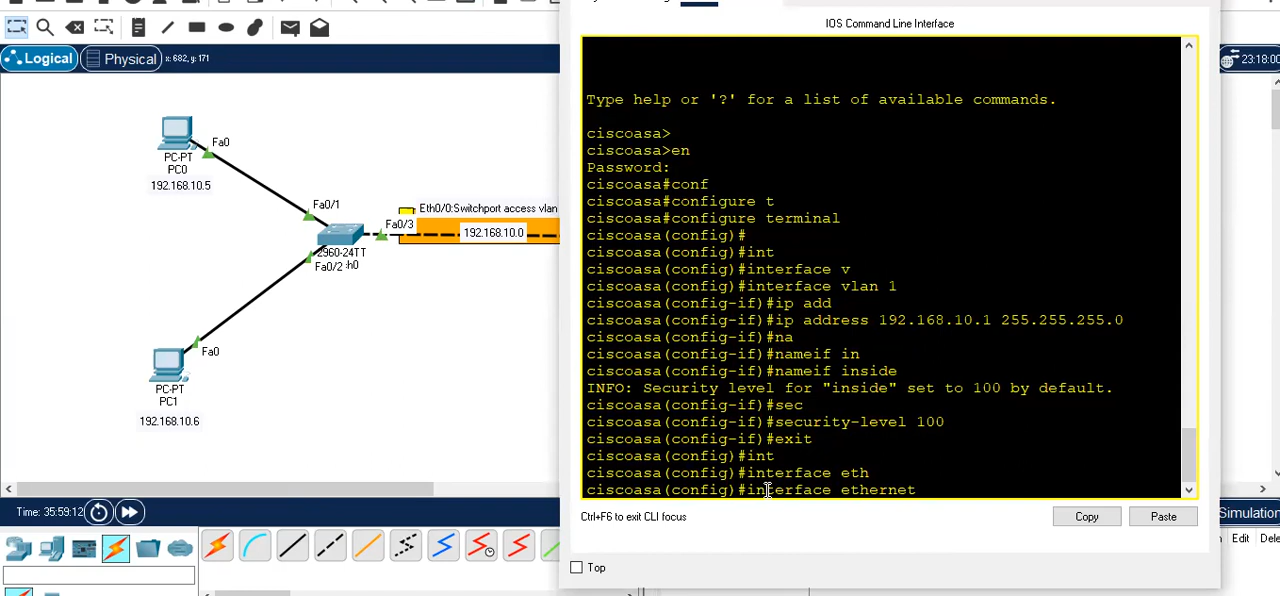 IOS Command Line Interface
Logical
Physical
x: 682, y: 171
23:18:00
Type help or '?' for a list of available commands.
ciscoasa>
ciscoasa>en
Password:
ciscoasa#conf
ciscoasa#configure t
ciscoasa#configure terminal
ciscoasa(config)#
ciscoasa(config)#int
ciscoasa(config)#interface v
ciscoasa(config)#interface vlan 1
ciscoasa(config-if)#ip add
ciscoasa(config-if)#ip address 192.168.10.1 255.255.255.0
ciscoasa(config-if)#na
ciscoasa(config-if)#nameif in
ciscoasa(config-if)#nameif inside
INFO: Security level for "inside" set to 100 by default.
ciscoasa(config-if)#sec
ciscoasa(config-if)#security-level 100
ciscoasa(config-if)#exit
ciscoasa(config)#int
ciscoasa(config)#interface eth
ciscoasa(config)#interface ethernet
Fa0
PC-PT
PC0
192.168.10.5
Fa0/1
Eth0/0:Switchport access vlan
Fa0/3
192.168.10.0
2960-24TT
Fa0/2
Fa0
PC-PT
PC1
192.168.10.6
Ctrl+F6 to exit CLI focus
Copy
Paste
Top
Time: 35:59:12
Simulation
Edit